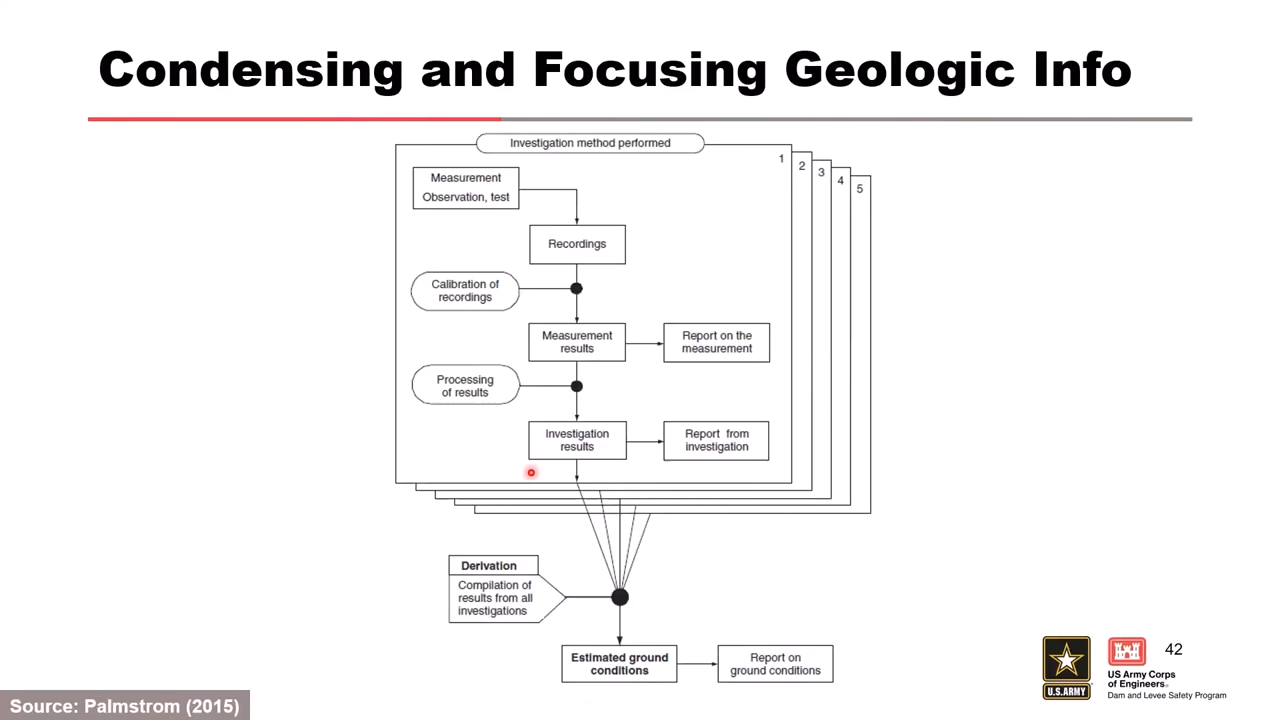 Condensing and Focusing Geologic Info
Investigation method performed
1
2
3
4
5
Measurement
Observation, test
Recordings
Calibration of
recordings
Measurement
results
Report on the
measurement
Processing
of results
Investigation
results
Report from
investigation
Derivation
Compilation of
results from all
investigations
Estimated ground
conditions
Report on
ground conditions
U.S. ARMY
US Army Corps
of Engineers®
Dam and Levee Safety Program
42
Source: Palmstrom (2015)